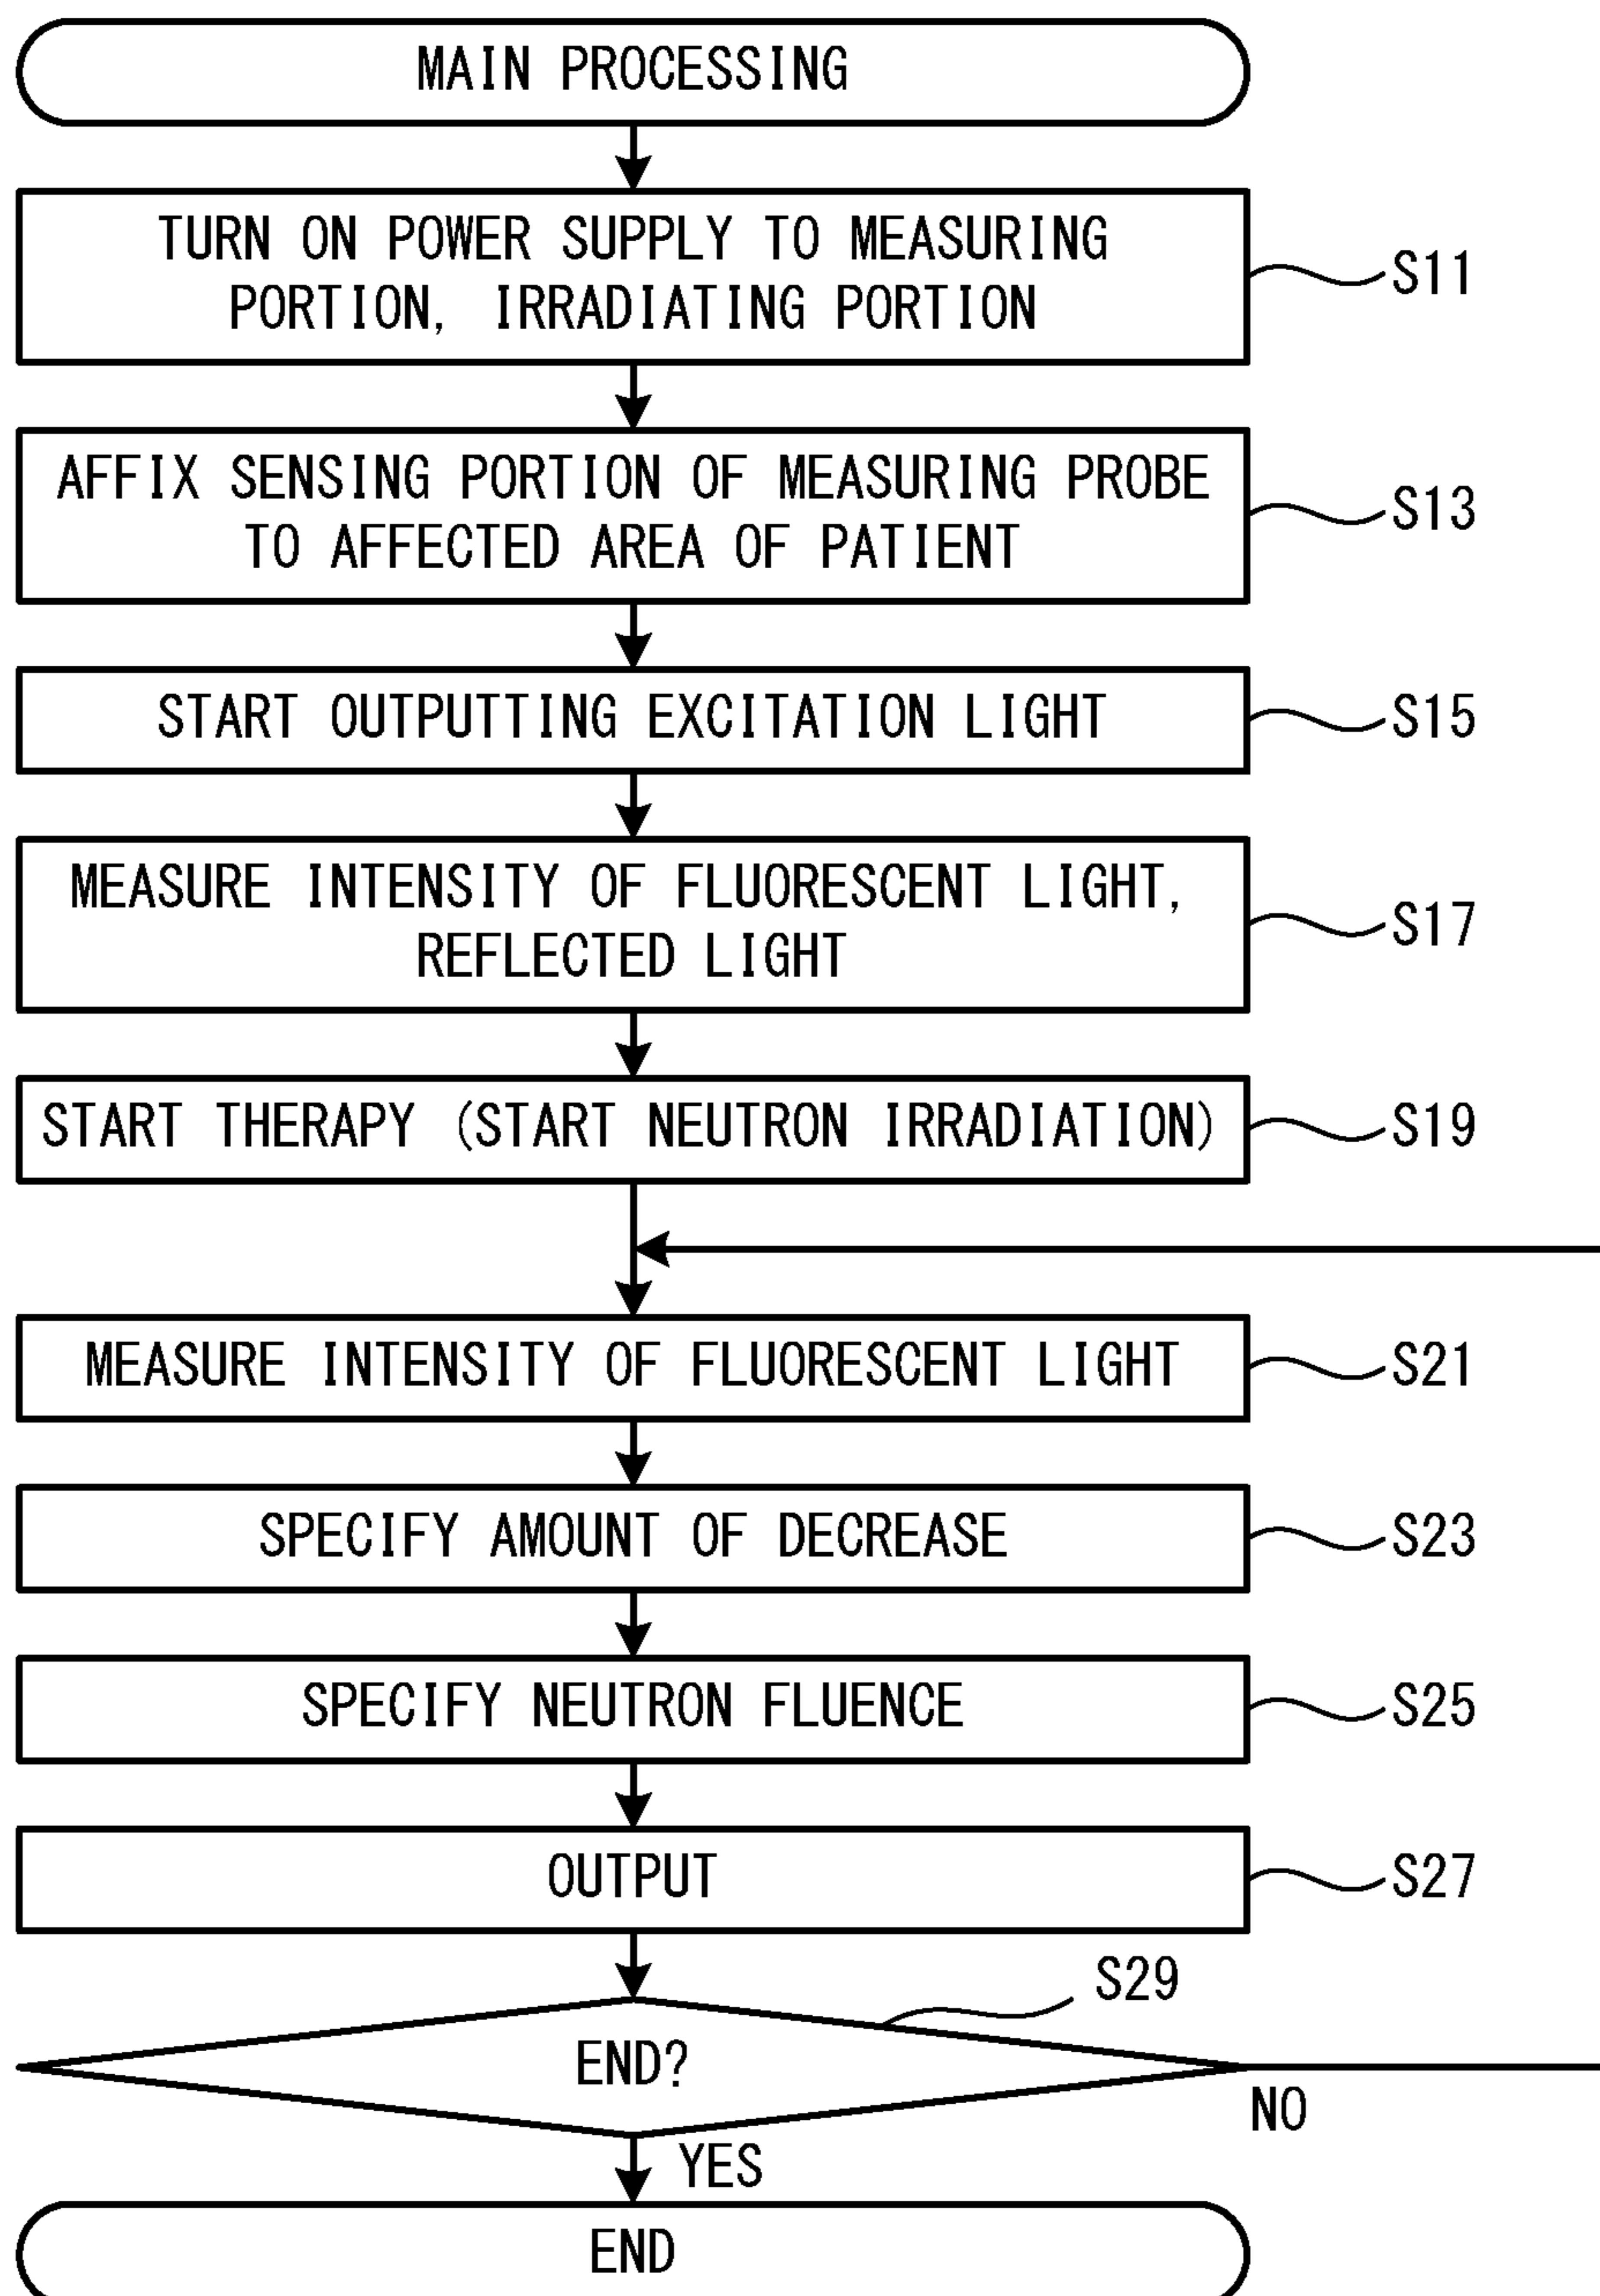 MAIN PROCESSING
TURN ON POWER SUPPLY TO MEASURING
PORTION, IRRADIATING PORTION
S11
AFFIX SENSING PORTION OF MEASURING PROBE
TO AFFECTED AREA OF PATIENT
S13
START OUTPUTTING EXCITATION LIGHT
S15
MEASURE INTENSITY OF FLUORESCENT LIGHT,
REFLECTED LIGHT
S17
START THERAPY (START NEUTRON IRRADIATION)
S19
MEASURE INTENSITY OF FLUORESCENT LIGHT
S21
SPECIFY AMOUNT OF DECREASE
S23
SPECIFY NEUTRON FLUENCE
S25
OUTPUT
S27
S29
END?
NO
YES
END